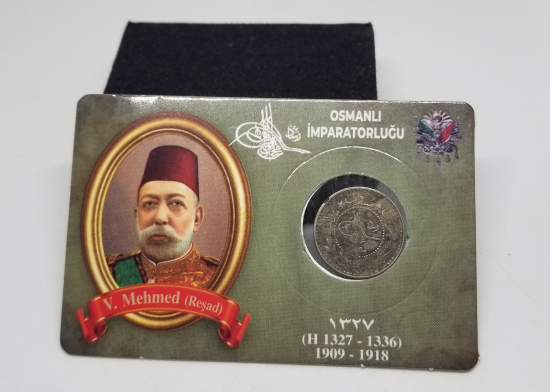 OSMANLI
İMPARATORLUĞU
V. Mehmed (Reşad)
١٣٢٧
(H 1327 - 1336)
1909 - 1918